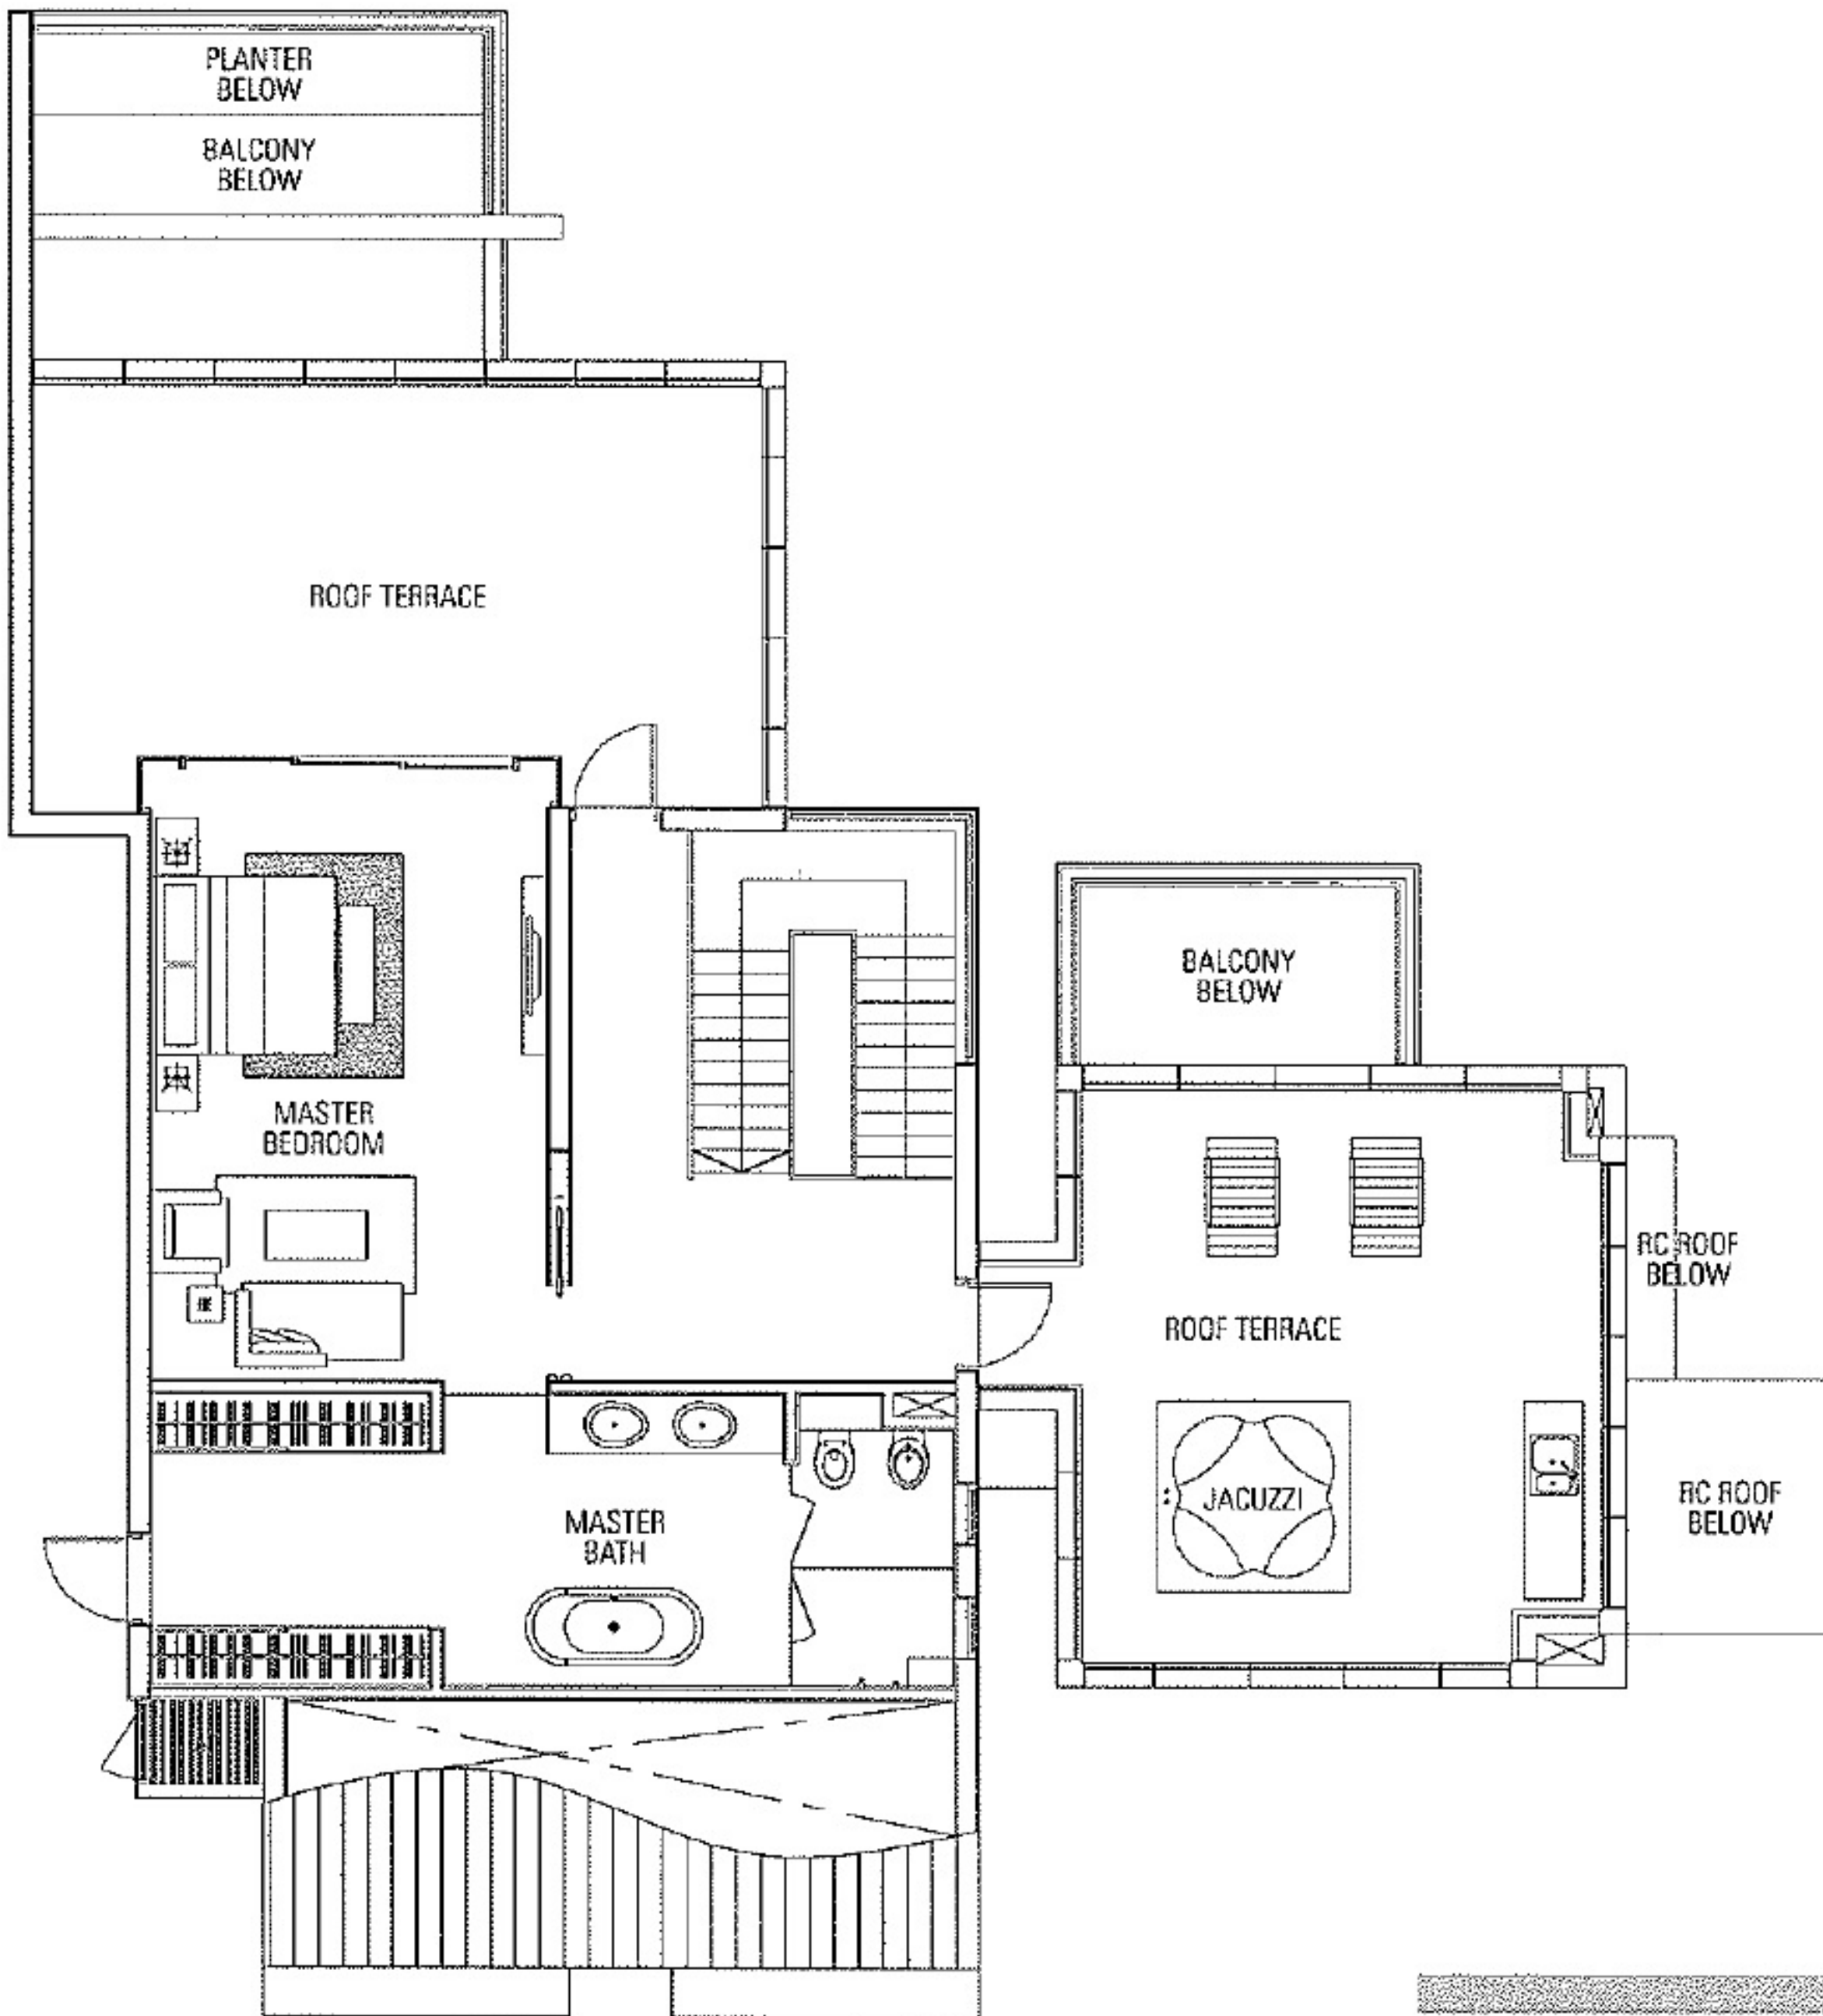 PLANTER
BELOW
BALCONY
BELOW
ROOF TERRACE
MASTER
BEDROOM
BALCONY
BELOW
RC ROOF
BELOW
ROOF TERRACE
JACUZZI
RC ROOF
BELOW
MASTER
BATH